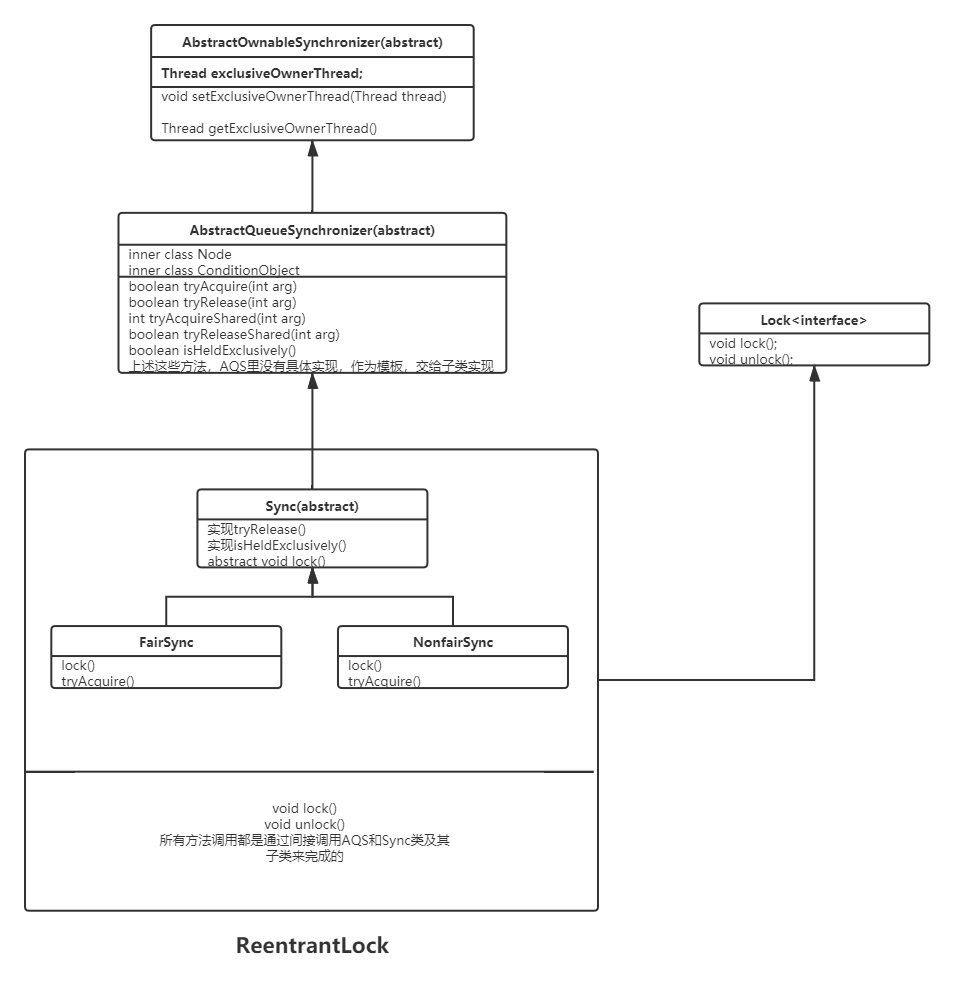 AbstractOwnableSynchronizer(abstract)
Thread exclusiveOwnerThread;
void setExclusiveOwnerThread(Thread thread)
Thread getExclusiveOwnerThread()
AbstractQueueSynchronizer(abstract)
inner class Node
inner class ConditionObject
boolean tryAcquire(int arg)
boolean tryRelease(int arg)
int tryAcquireShared(int arg)
boolean tryReleaseShared(int arg)
boolean isHeldExclusively()
上述这些方法，AQS里没有具体实现，作为模板，交给子类实现
Lock<interface>
void lock();
void unlock();
Sync(abstract)
实现tryRelease()
实现isHeldExclusively()
abstract void lock()
FairSync
lock()
tryAcquire()
NonfairSync
lock()
tryAcquire()
void lock()
void unlock()
所有方法调用都是通过间接调用AQS和Sync类及其
子类来完成的
ReentrantLock